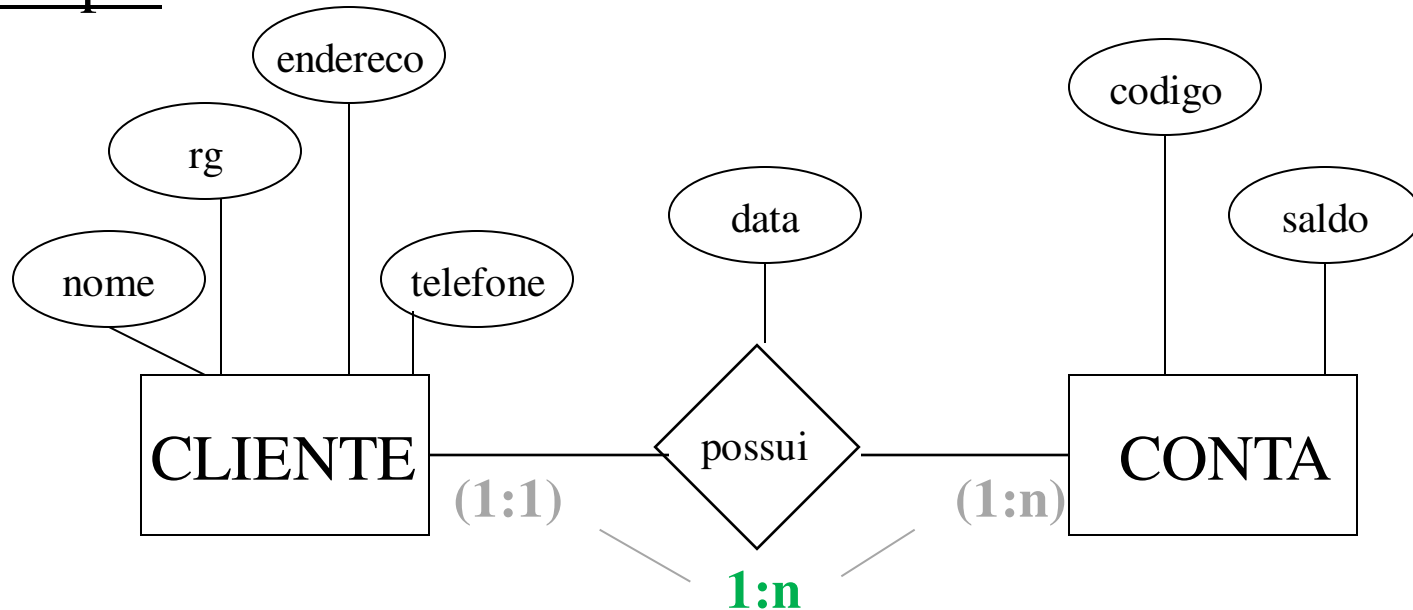 endereco
codigo
rg
data
saldo
nome
telefone
CLIENTE
possui
CONTA
(1:1)
(1:n)
1:n